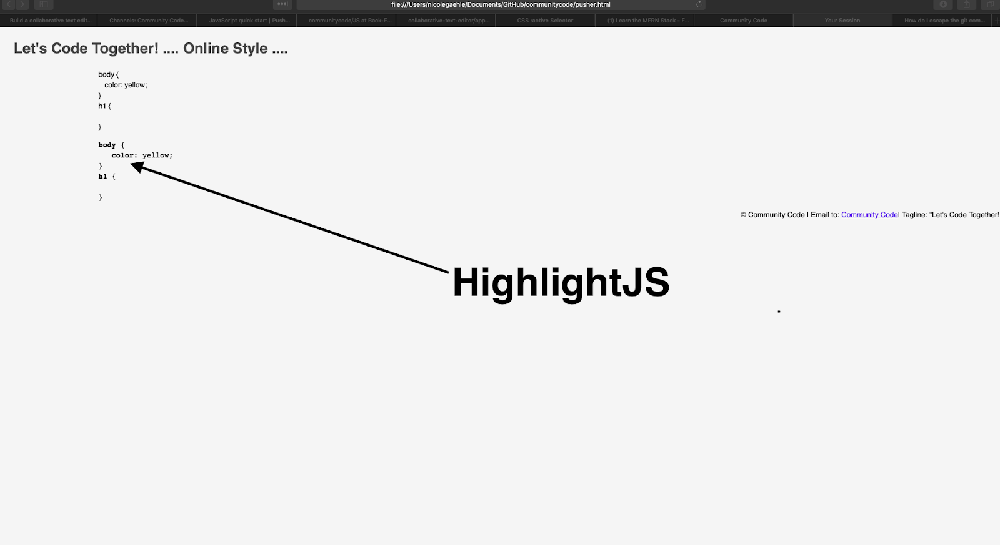 •••I
file:///Users/nicolegaehle/Documents/GitHub/communitycode/pusher.html
Build a collaborative text edit...
Channels: Community Code...
JavaScript quick start | Push...
communitycode/JS at Back-E...
collaborative-text-editor/app...
CSS :active Selector
(1) Learn the MERN Stack - F...
Community Code
Your Session
How do I escape the git com...
Let's Code Together! .... Online Style ....
body {
color: yellow;
}
h1 {
}
body {
color: yellow;
}
h1 {
}
© Community Code I Email to: Community CodeI Tagline: "Let's Code Together!
HighlightJS